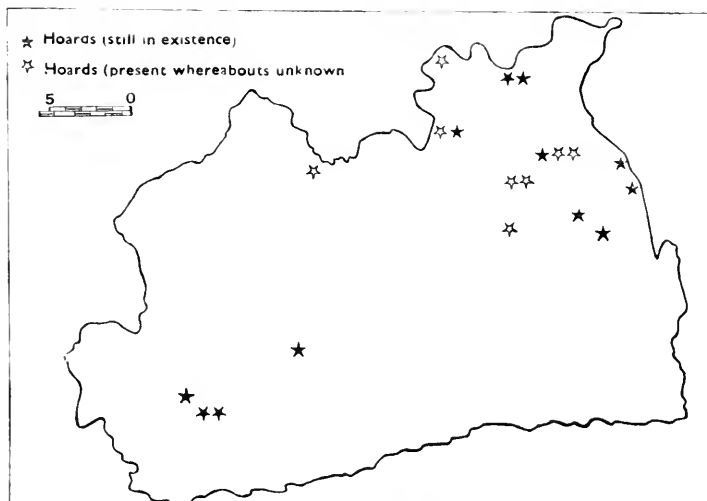 Hoards (still in existence)
Hoards (present whereabouts unknown
5 0